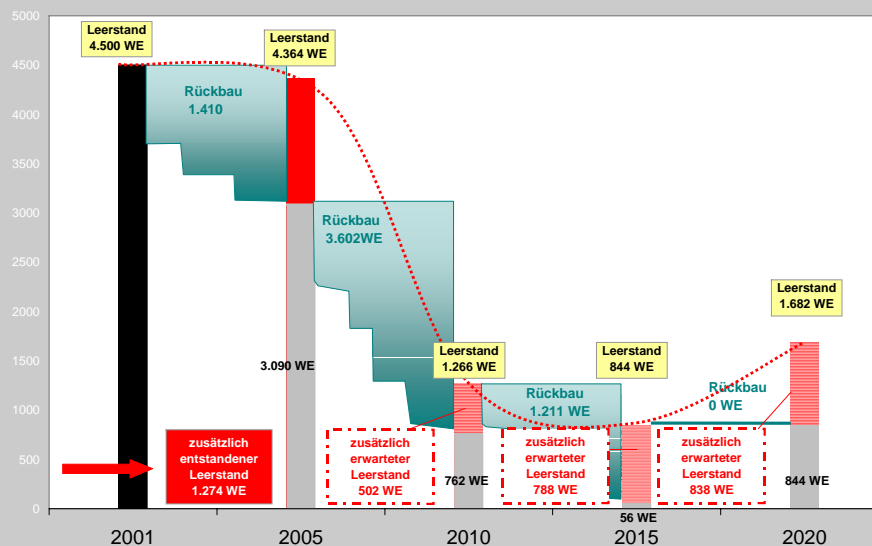 5000
4500
4000
3500
3000
2500
2000
1500
1000
500
0
Leerstand
4.500 WE
Leerstand
4.364 WE
Rückbau
1.410
Rückbau
3.602WE
3.090 WE
Leerstand
1.266 WE
Leerstand
844 WE
Leerstand
1.682 WE
Rückbau
1.211 WE
Rückbau
0 WE
zusätzlich
entstandener
Leerstand
1.274 WE
zusätzlich
erwarteter
Leerstand
502 WE
762 WE
zusätzlich
erwarteter
Leerstand
788 WE
56 WE
zusätzlich
erwarteter
Leerstand
838 WE
844 WE
2001
2005
2010
2015
2020